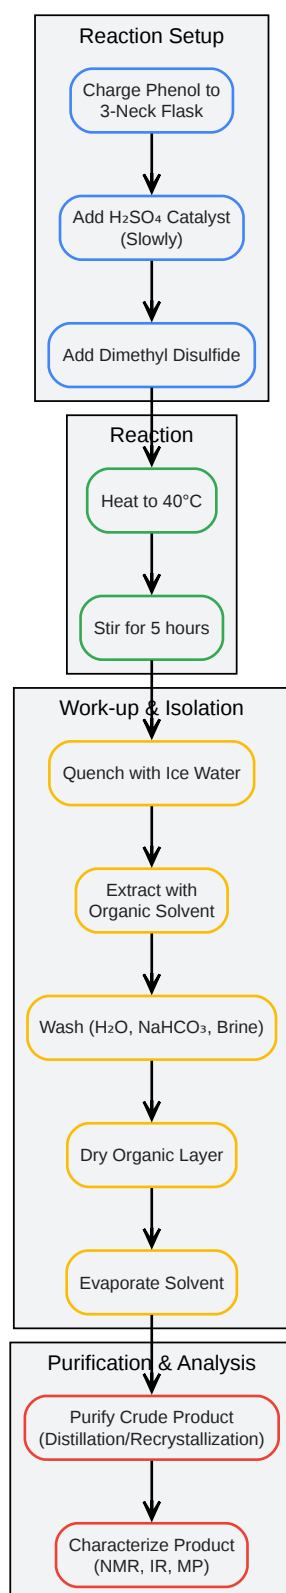 Reaction Setup
Charge Phenol to
3-Neck Flask
Add H₂SO₄ Catalyst
(Slowly)
Add Dimethyl Disulfide
Reaction
Heat to 40°C
Stir for 5 hours
Work-up & Isolation
Quench with Ice Water
Extract with
Organic Solvent
Wash (H₂O, NaHCO₃, Brine)
Dry Organic Layer
Evaporate Solvent
Purification & Analysis
Purify Crude Product
(Distillation/Recrystallization)
Characterize Product
(NMR, IR, MP)